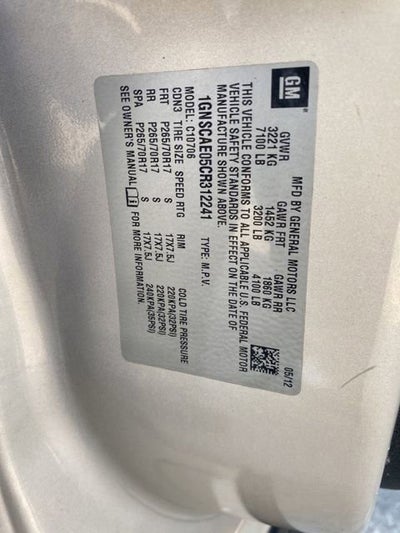 GM
MFD BY GENERAL MOTORS LLC
05/12
GVWR GAWR FRT GAWR RR
3221 KG 1452 KG 1860 KG
7100 LB 3200 LB 4100 LB
THIS VEHICLE CONFORMS TO ALL APPLICABLE U.S. FEDERAL MOTOR
VEHICLE SAFETY STANDARDS IN EFFECT ON THE DATE OF
MANUFACTURE SHOWN ABOVE.
1GNSCAE05CR312241 TYPE: M.P.V.
MODEL: C10706
CDN3 TIRE SIZE SPEED RTG RIM COLD TIRE PRESSURE
FRT P265/70R17 S 17X7.5J 220KPA(32PSI)
RR P265/70R17 S 17X7.5J 220KPA(32PSI)
SPA P265/70R17 S 17X7.5J 240KPA(35PSI)
SEE OWNER'S MANUAL FOR MORE INFORMATION.